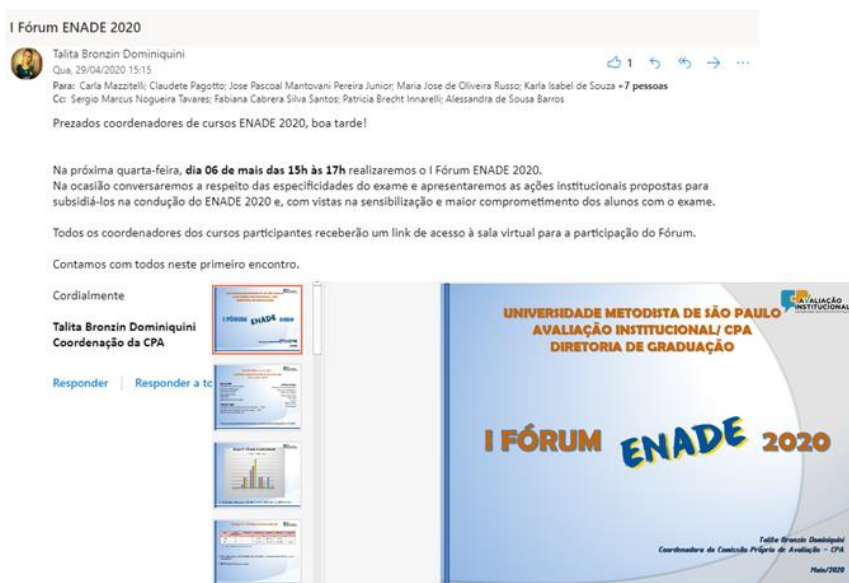 I Fórum ENADE 2020
Talita Bronzin Dominiquini
Qua, 29/04/2020 15:15
1
Para: Carla Mazzitelli; Claudete Pagotto; Jose Pascoal Mantovani Pereira Junior; Maria Jose de Oliveira Russo; Karla Isabel de Souza +7 pessoas
Cc: Sergio Marcus Nogueira Tavares; Fabiana Cabrera Silva Santos; Patricia Brecht Innarelli; Alessandra de Sousa Barros
Prezados coordenadores de cursos ENADE 2020, boa tarde!
Na próxima quarta-feira, dia 06 de mais das 15h às 17h realizaremos o I Fórum ENADE 2020.
Na ocasião conversaremos a respeito das especificidades do exame e apresentaremos as ações institucionais propostas para
subsidiá-los na condução do ENADE 2020 e, com vistas na sensibilização e maior comprometimento dos alunos com o exame.
Todos os coordenadores dos cursos participantes receberão um link de acesso à sala virtual para a participação do Fórum.
Contamos com todos neste primeiro encontro.
Cordialmente
Talita Bronzin Dominiquini
Coordenação da CPA
Responder
Responder a to
I FÓRUM ENADE 2020
AVALIAÇÃO
INSTITUCIONAL
UNIVERSIDADE METODISTA DE SÃO PAULO
AVALIAÇÃO INSTITUCIONAL/ CPA
DIRETORIA DE GRADUAÇÃO
I FÓRUM ENADE 2020
Talita Bronzin Dominiquini
Coordenadora da Comissão Própria de Avaliação - CPA
Maio/2020